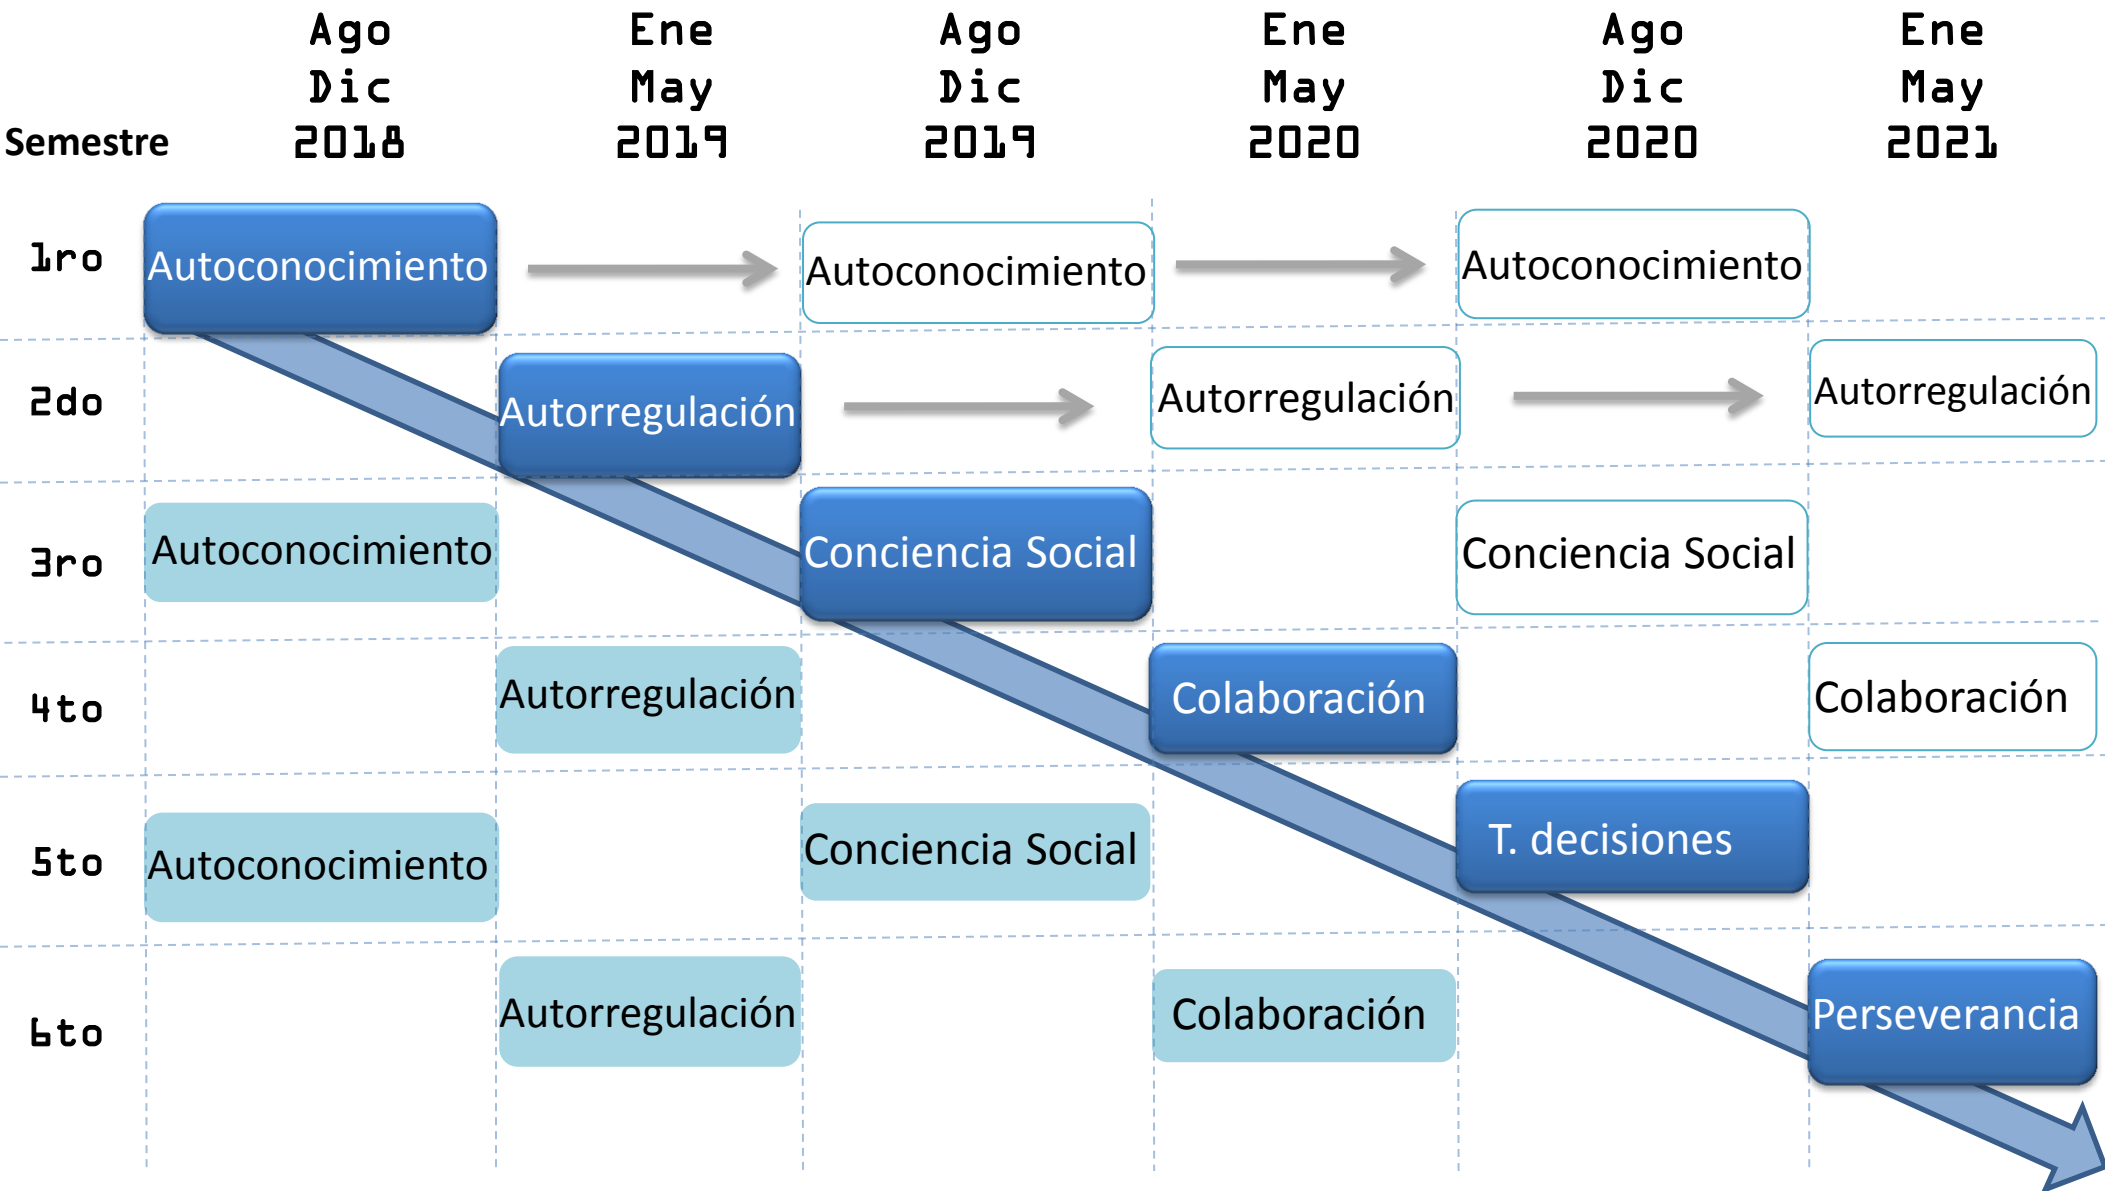 Ago Ene Ago Ene Ago Ene
Dic May Dic May Dic May
Semestre 2018 2019 2019 2020 2020 2021
1ro Autoconocimiento Autoconocimiento Autoconocimiento
2do Autorregulación Autorregulación Autorregulación
3ro Autoconocimiento Conciencia Social Conciencia Social
4to Autorregulación Colaboración Colaboración
5to Autoconocimiento Conciencia Social T. decisiones
6to Autorregulación Colaboración Perseverancia